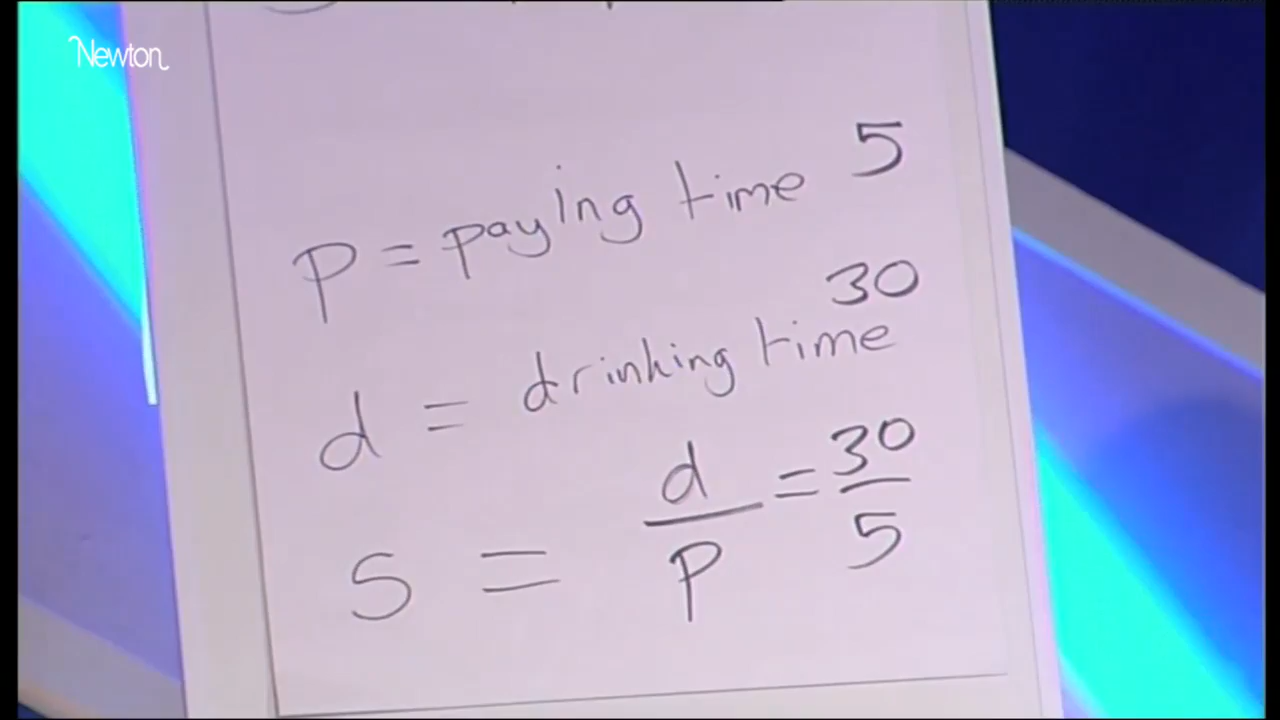 Newton
P = paying time 5
30
d = drinking time
S = d/P = 30/5